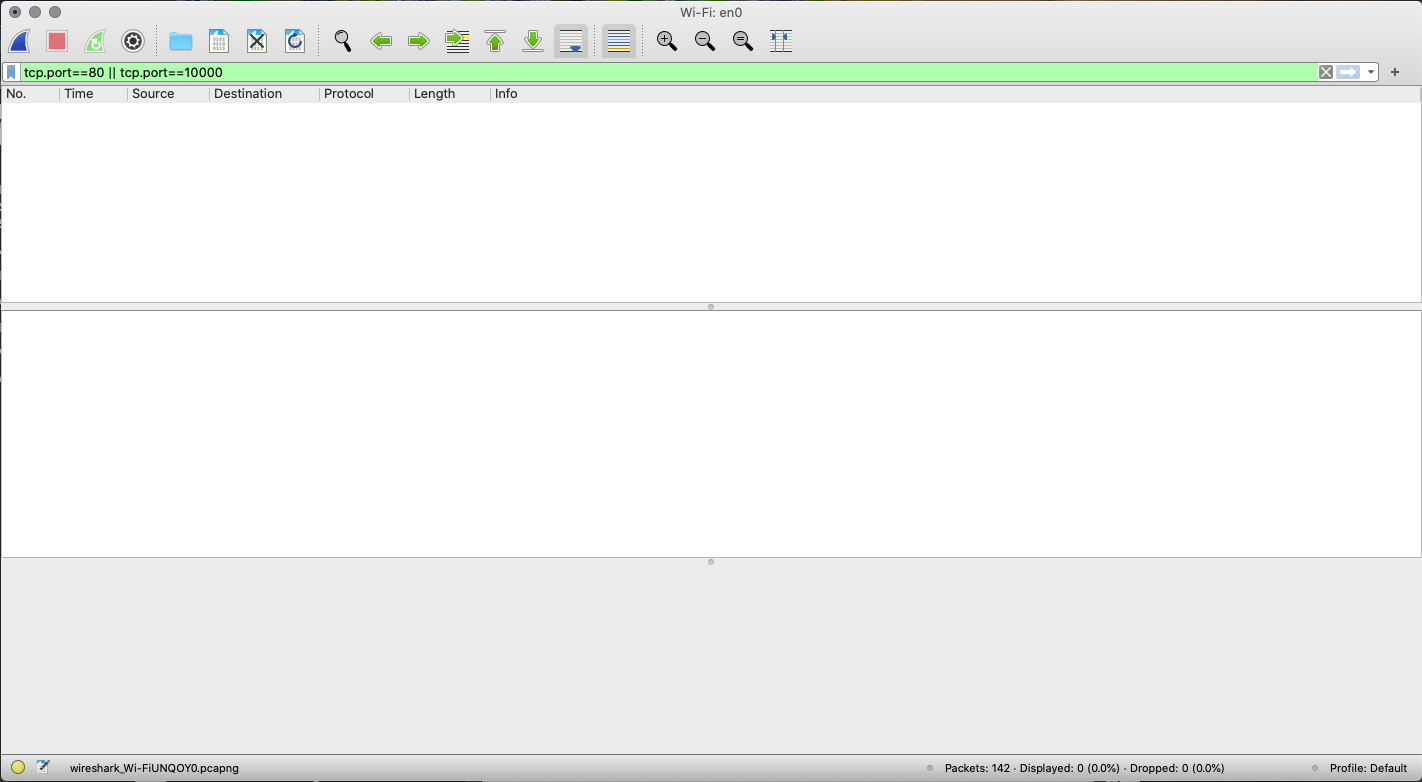 Wi-Fi: en0
tcp.port==80 || tcp.port==10000
No. Time Source Destination Protocol Length Info
wireshark_Wi-FiUNQOY0.pcapng Packets: 142 · Displayed: 0 (0.0%) · Dropped: 0 (0.0%) Profile: Default